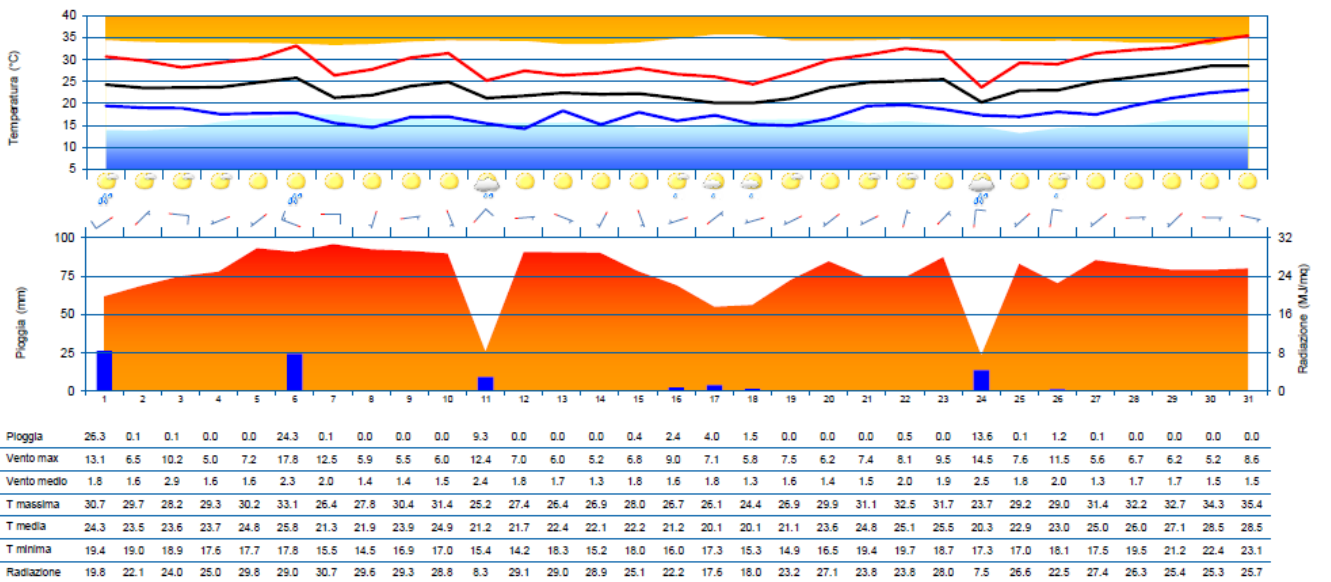 Temperatura (°C)
40
35
30
25
20
15
10
5
Pioggia (mm)
100
75
50
25
0
Radiazione (MJ/mq)
32
24
16
8
0
1 2 3 4 5 6 7 8 9 10 11 12 13 14 15 16 17 18 19 20 21 22 23 24 25 26 27 28 29 30 31
Pioggia 26.3 0.1 0.1 0.0 0.0 24.3 0.1 0.0 0.0 0.0 9.3 0.0 0.0 0.0 0.4 2.4 4.0 1.5 0.0 0.0 0.0 0.5 0.0 13.6 0.1 1.2 0.1 0.0 0.0 0.0 0.0
Vento max 13.1 6.5 10.2 5.0 7.2 17.8 12.5 5.9 5.5 6.0 12.4 7.0 6.0 5.2 6.8 9.0 7.1 5.8 7.5 6.2 7.4 8.1 9.5 14.5 7.6 11.5 5.6 6.7 6.2 5.2 8.6
Vento medio 1.8 1.6 2.9 1.6 1.6 2.3 2.0 1.4 1.4 1.5 2.4 1.8 1.7 1.3 1.8 1.6 1.8 1.3 1.6 1.4 1.5 2.0 1.9 2.5 1.8 2.0 1.3 1.7 1.7 1.5 1.5
T massima 30.7 29.7 28.2 29.3 30.2 33.1 26.4 27.8 30.4 31.4 25.2 27.4 26.4 26.9 28.0 26.7 26.1 24.4 26.9 29.9 31.1 32.5 31.7 23.7 29.2 29.0 31.4 32.2 32.7 34.3 35.4
T media 24.3 23.5 23.6 23.7 24.8 25.8 21.3 21.9 23.9 24.9 21.2 21.7 22.4 22.1 22.2 21.2 20.1 20.1 21.1 23.6 24.8 25.1 25.5 20.3 22.9 23.0 25.0 26.0 27.1 28.5 28.5
T minima 19.4 19.0 18.9 17.6 17.7 17.8 15.5 14.5 16.9 17.0 15.4 14.2 18.3 15.2 18.0 16.0 17.3 15.3 14.9 16.5 19.4 19.7 18.7 17.3 17.0 18.1 17.5 19.5 21.2 22.4 23.1
Radiazione 19.8 22.1 24.0 25.0 29.8 29.0 30.7 29.6 29.3 28.8 8.3 29.1 29.0 28.9 25.1 22.2 17.6 18.0 23.2 27.1 23.8 23.8 28.0 7.5 26.6 22.5 27.4 26.3 25.4 25.3 25.7